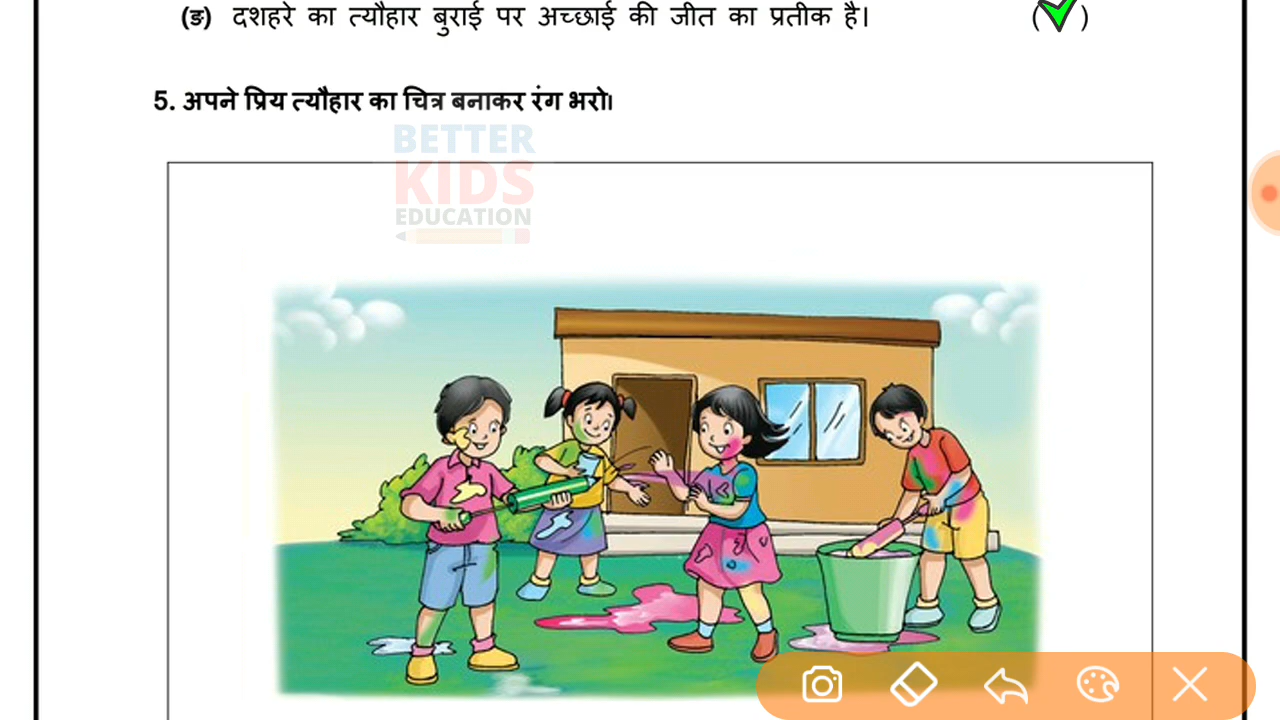 (ङ) दशहरे का त्यौहार बुराई पर अच्छाई की जीत का प्रतीक है। (✓)
5. अपने प्रिय त्यौहार का चित्र बनाकर रंग भरो।
BETTER
KIDS
EDUCATION